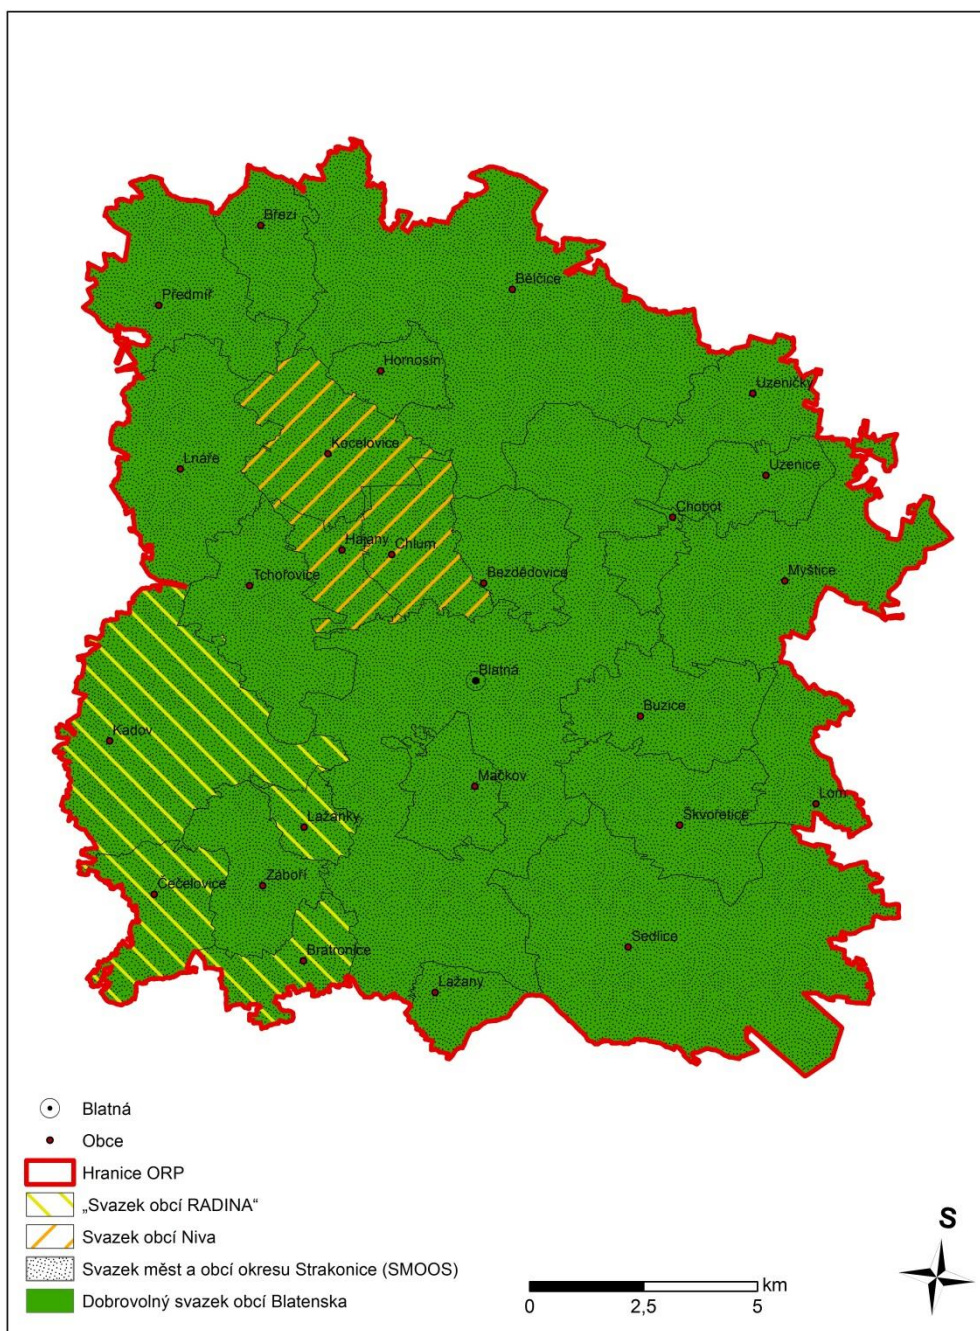 Březí
Bělčice
Předmíř
Hornosín
Uzeničky
Kocelovice
Lnáře
Uzenice
Chobot
Hajany
Chlum
Tchořovice
Bezdědovice
Myštice
Blatná
Buzice
Kadov
Mačkov
Lom
Lažánky
Škvořetice
Čečelovice
Záboří
Bratronice
Sedlice
Lažany
Blatná
Obce
Hranice ORP
„Svazek obcí RADINA“
Svazek obcí Niva
Svazek měst a obcí okresu Strakonice (SMOOS)
Dobrovolný svazek obcí Blatenska
S
km
0 2,5 5